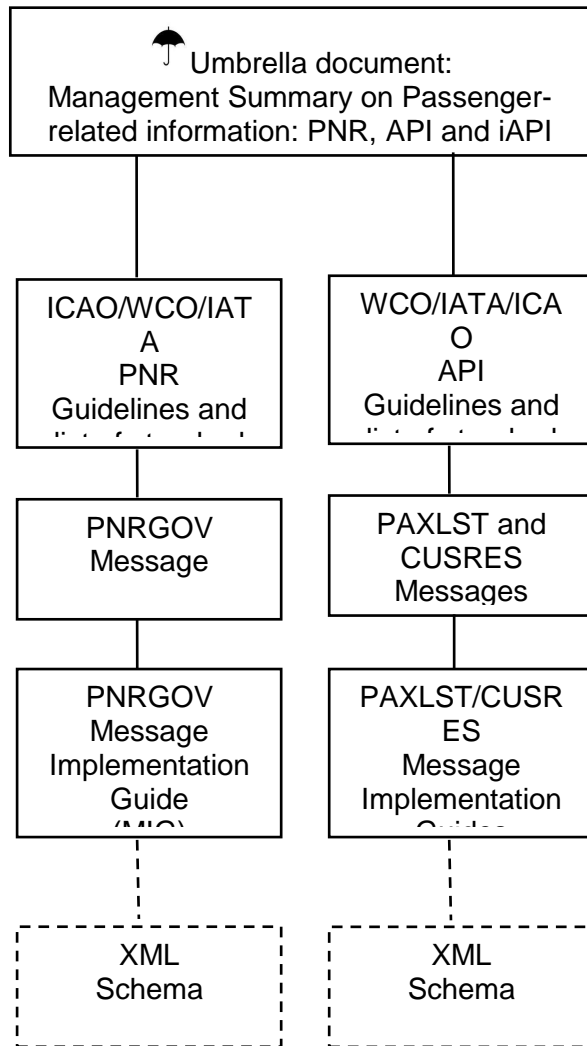 Umbrella document:
Management Summary on Passenger-
related information: PNR, API and iAPI
ICAO/WCO/IAT
A
PNR
Guidelines and
WCO/IATA/ICA
O
API
Guidelines and
PNRGOV
Message
PAXLST and
CUSRES
Messages
PNRGOV
Message
Implementation
Guide
(MIG)
PAXLST/CUSR
ES
Message
Implementation
Guides
XML
Schema
XML
Schema